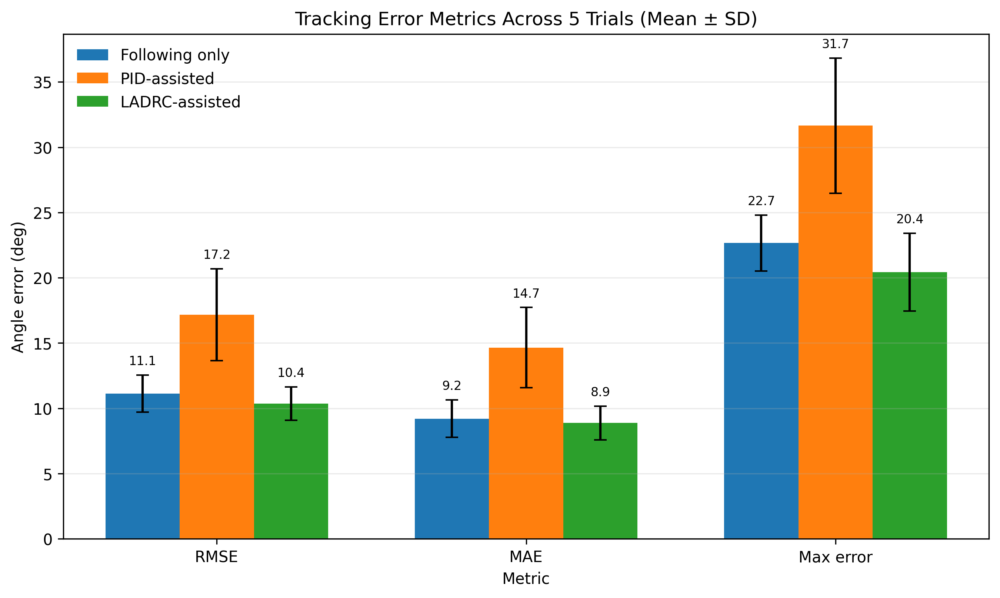 Tracking Error Metrics Across 5 Trials (Mean ± SD)
Following only
PID-assisted
LADRC-assisted
Angle error (deg)
35
30
25
20
15
10
5
0
11.1
17.2
10.4
9.2
14.7
8.9
22.7
31.7
20.4
RMSE
MAE
Max error
Metric